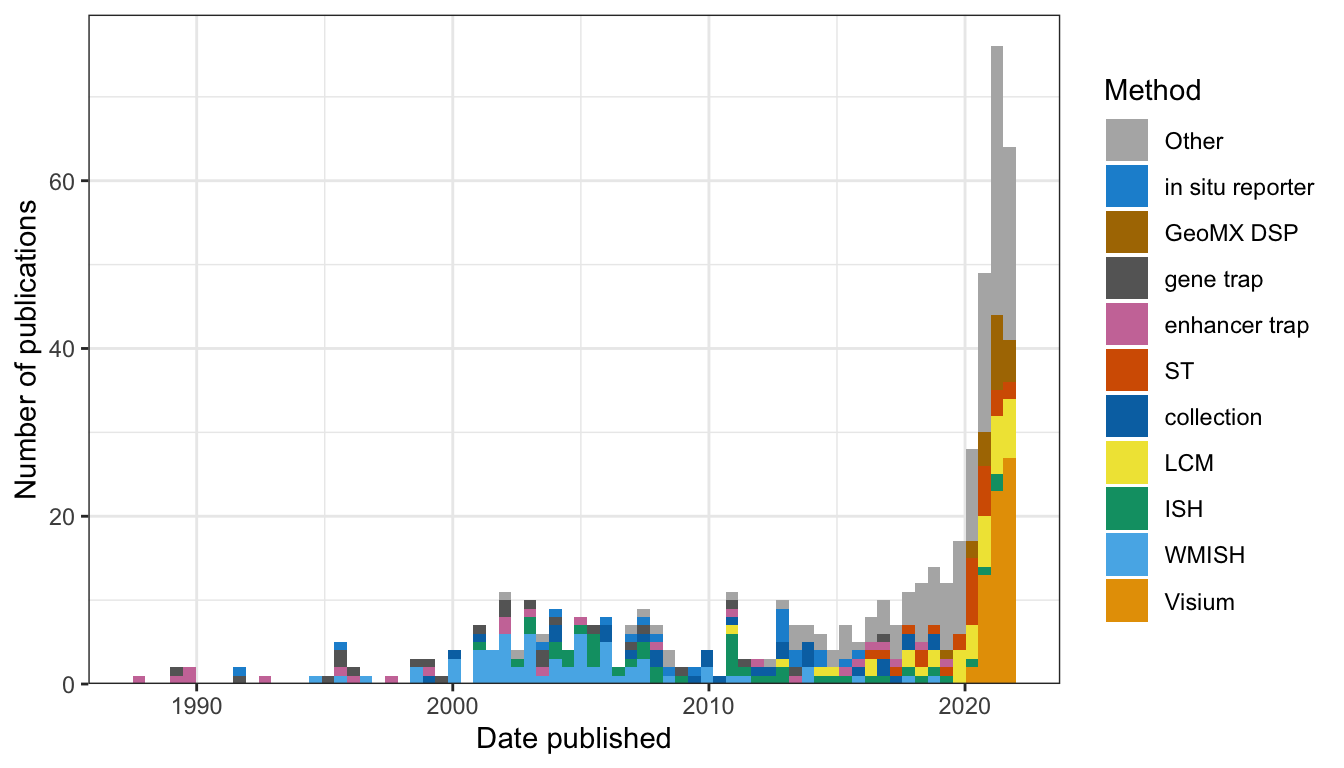 Number of publications
60
40
20
0
1990
2000
2010
2020
Date published
Method
Other
in situ reporter
GeoMX DSP
gene trap
enhancer trap
ST
collection
LCM
ISH
WMISH
Visium